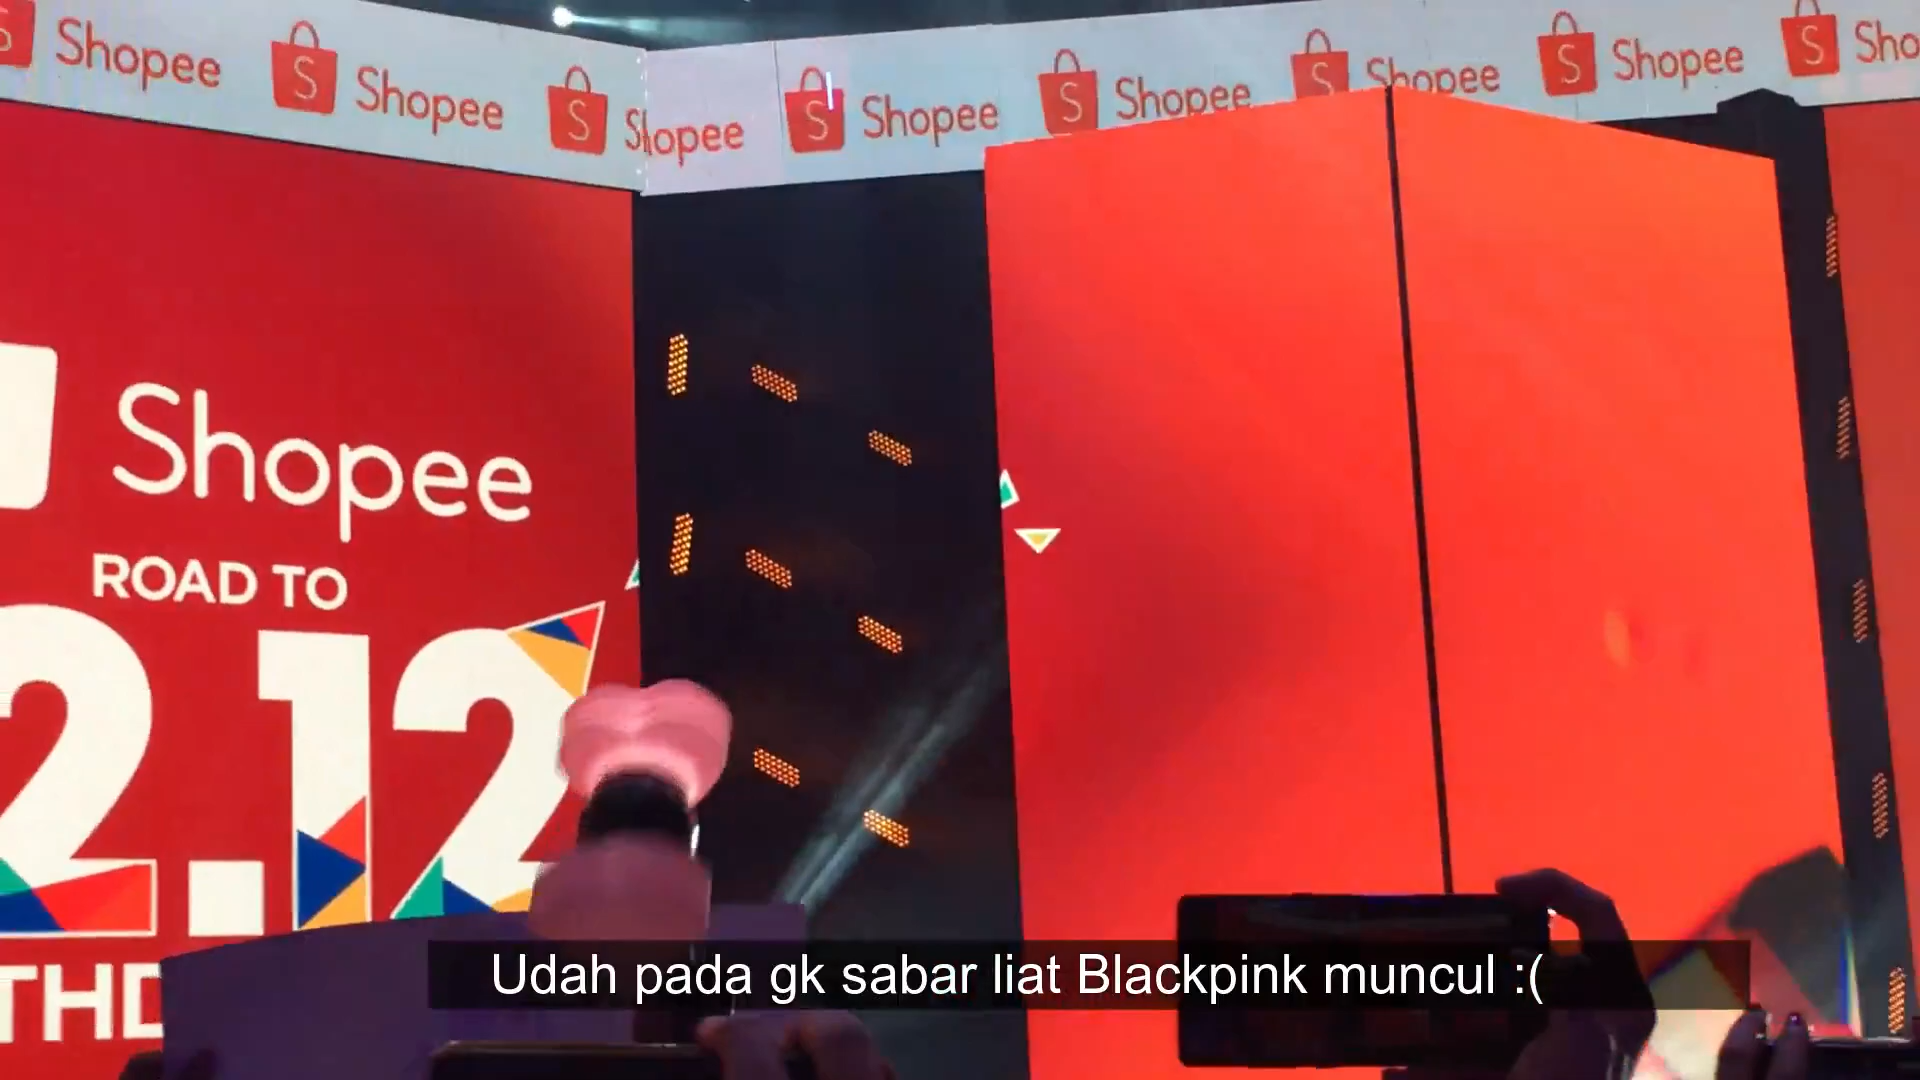 Shopee Shopee Shopee Shopee Shopee Shopee Shopee Sho
Shopee
ROAD TO
2.12
THD
Udah pada gk sabar liat Blackpink muncul :(